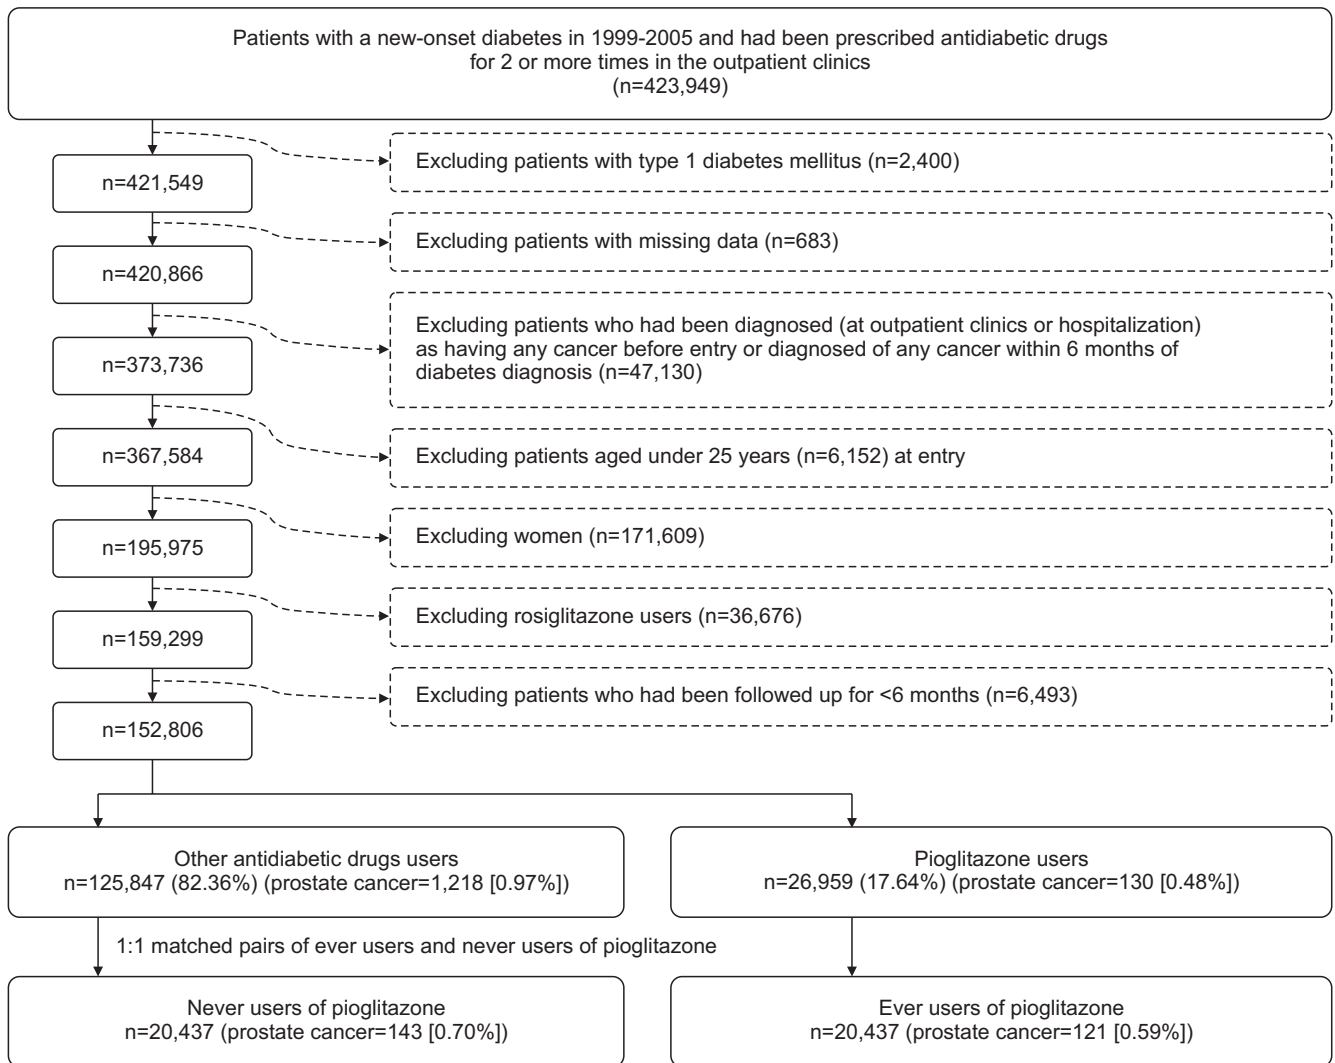 Patients with a new-onset diabetes in 1999-2005 and had been prescribed antidiabetic drugs
for 2 or more times in the outpatient clinics
(n=423,949)
Excluding patients with type 1 diabetes mellitus (n=2,400)
n=421,549
Excluding patients with missing data (n=683)
n=420,866
Excluding patients who had been diagnosed (at outpatient clinics or hospitalization)
as having any cancer before entry or diagnosed of any cancer within 6 months of
diabetes diagnosis (n=47,130)
n=373,736
Excluding patients aged under 25 years (n=6,152) at entry
n=367,584
Excluding women (n=171,609)
n=195,975
Excluding rosiglitazone users (n=36,676)
n=159,299
Excluding patients who had been followed up for <6 months (n=6,493)
n=152,806
Other antidiabetic drugs users
n=125,847 (82.36%) (prostate cancer=1,218 [0.97%])
Pioglitazone users
n=26,959 (17.64%) (prostate cancer=130 [0.48%])
1:1 matched pairs of ever users and never users of pioglitazone
Never users of pioglitazone
n=20,437 (prostate cancer=143 [0.70%])
Ever users of pioglitazone
n=20,437 (prostate cancer=121 [0.59%])